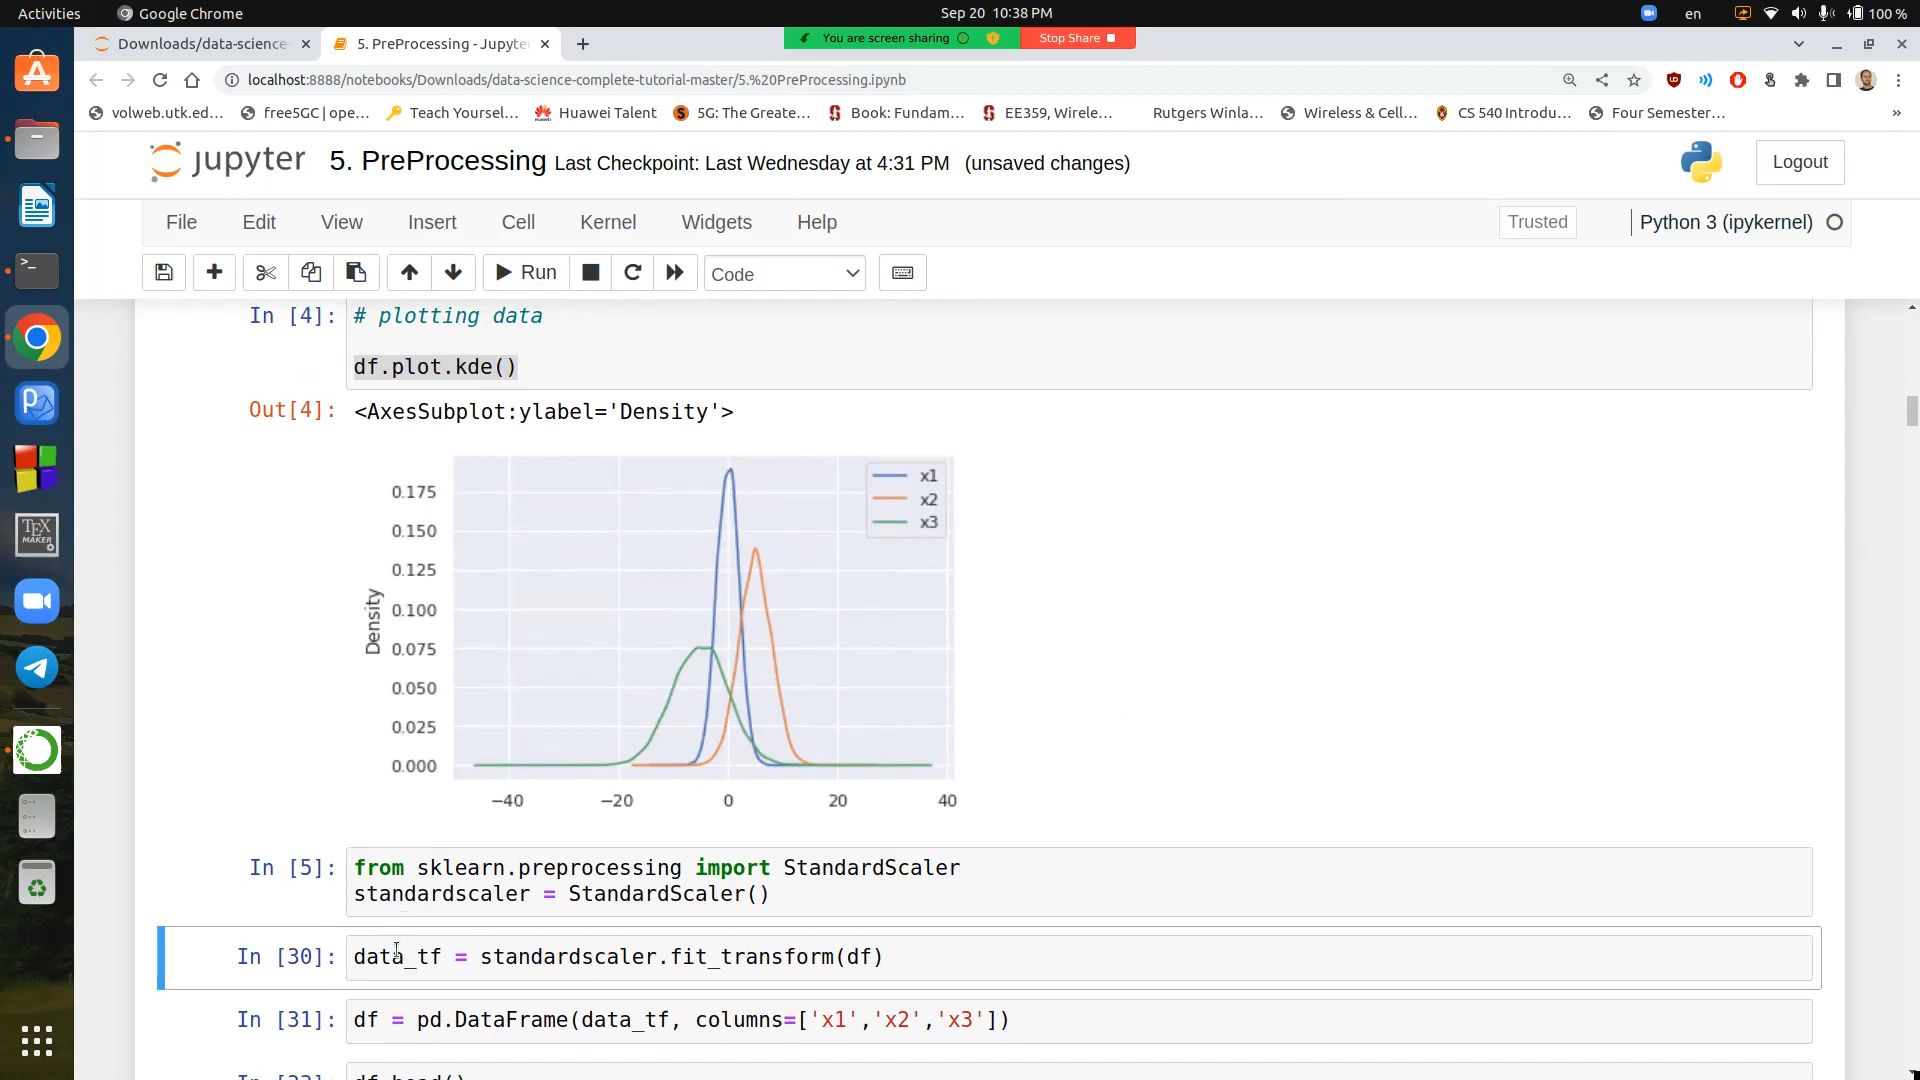 Activities
Google Chrome
Sep 20 10:38 PM
en
100 %
Downloads/data-science-
5. PreProcessing - Jupyte
You are screen sharing
Stop Share
localhost:8888/notebooks/Downloads/data-science-complete-tutorial-master/5.%20PreProcessing.ipynb
volweb.utk.ed...
free5GC | ope...
Teach Yoursel...
Huawei Talent
5G: The Greate...
Book: Fundam...
EE359, Wirele...
Rutgers Winla...
Wireless & Cell...
CS 540 Introdu...
Four Semester...
»
jupyter
5. PreProcessing Last Checkpoint: Last Wednesday at 4:31 PM (unsaved changes)
Logout
File
Edit
View
Insert
Cell
Kernel
Widgets
Help
Trusted
Python 3 (ipykernel)
Run
Code
In [4]: # plotting data
df.plot.kde()
Out[4]: <AxesSubplot:ylabel='Density'>
x1
x2
x3
0.175
0.150
0.125
0.100
0.075
0.050
0.025
0.000
Density
−40
−20
0
20
40
In [5]: from sklearn.preprocessing import StandardScaler
standardscaler = StandardScaler()
In [30]: data_tf = standardscaler.fit_transform(df)
In [31]: df = pd.DataFrame(data_tf, columns=['x1','x2','x3'])
TEX
MAKER